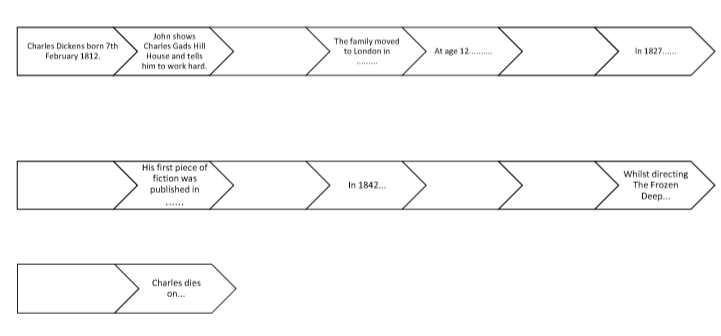 Charles Dickens born 7th
February 1812.
John shows
Charles Gads Hill
House and tells
him to work hard.
The family moved
to London in
..........
At age 12..........
In 1827......
His first piece of
fiction was
published in
......
In 1842...
Whilst directing
The Frozen
Deep...
Charles dies
on...